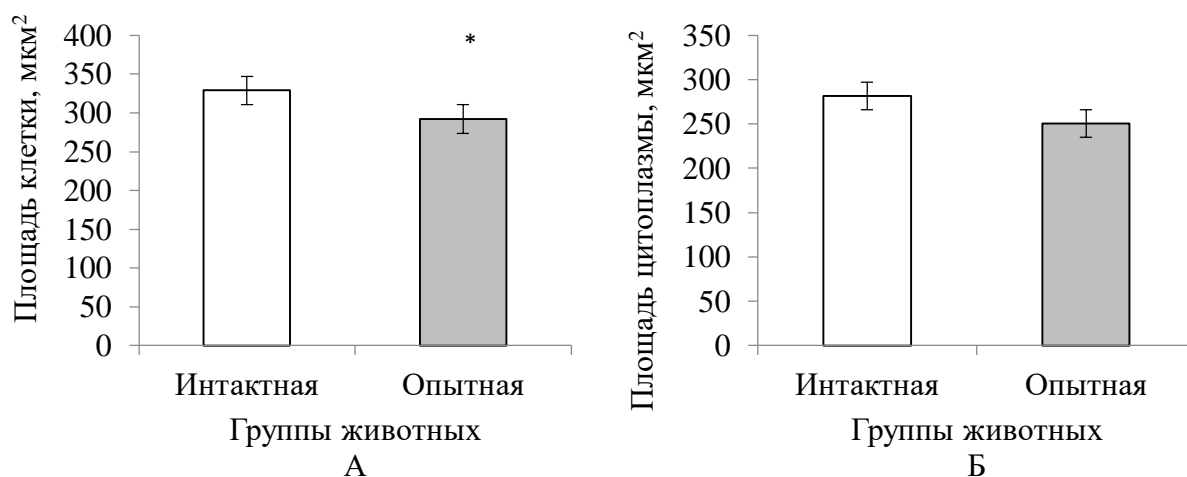 Площадь клетки, мкм²
400
350
300
250
200
150
100
50
0
*
Интактная Опытная
Группы животных
А
Площадь цитоплазмы, мкм²
350
300
250
200
150
100
50
0
Интактная Опытная
Группы животных
Б